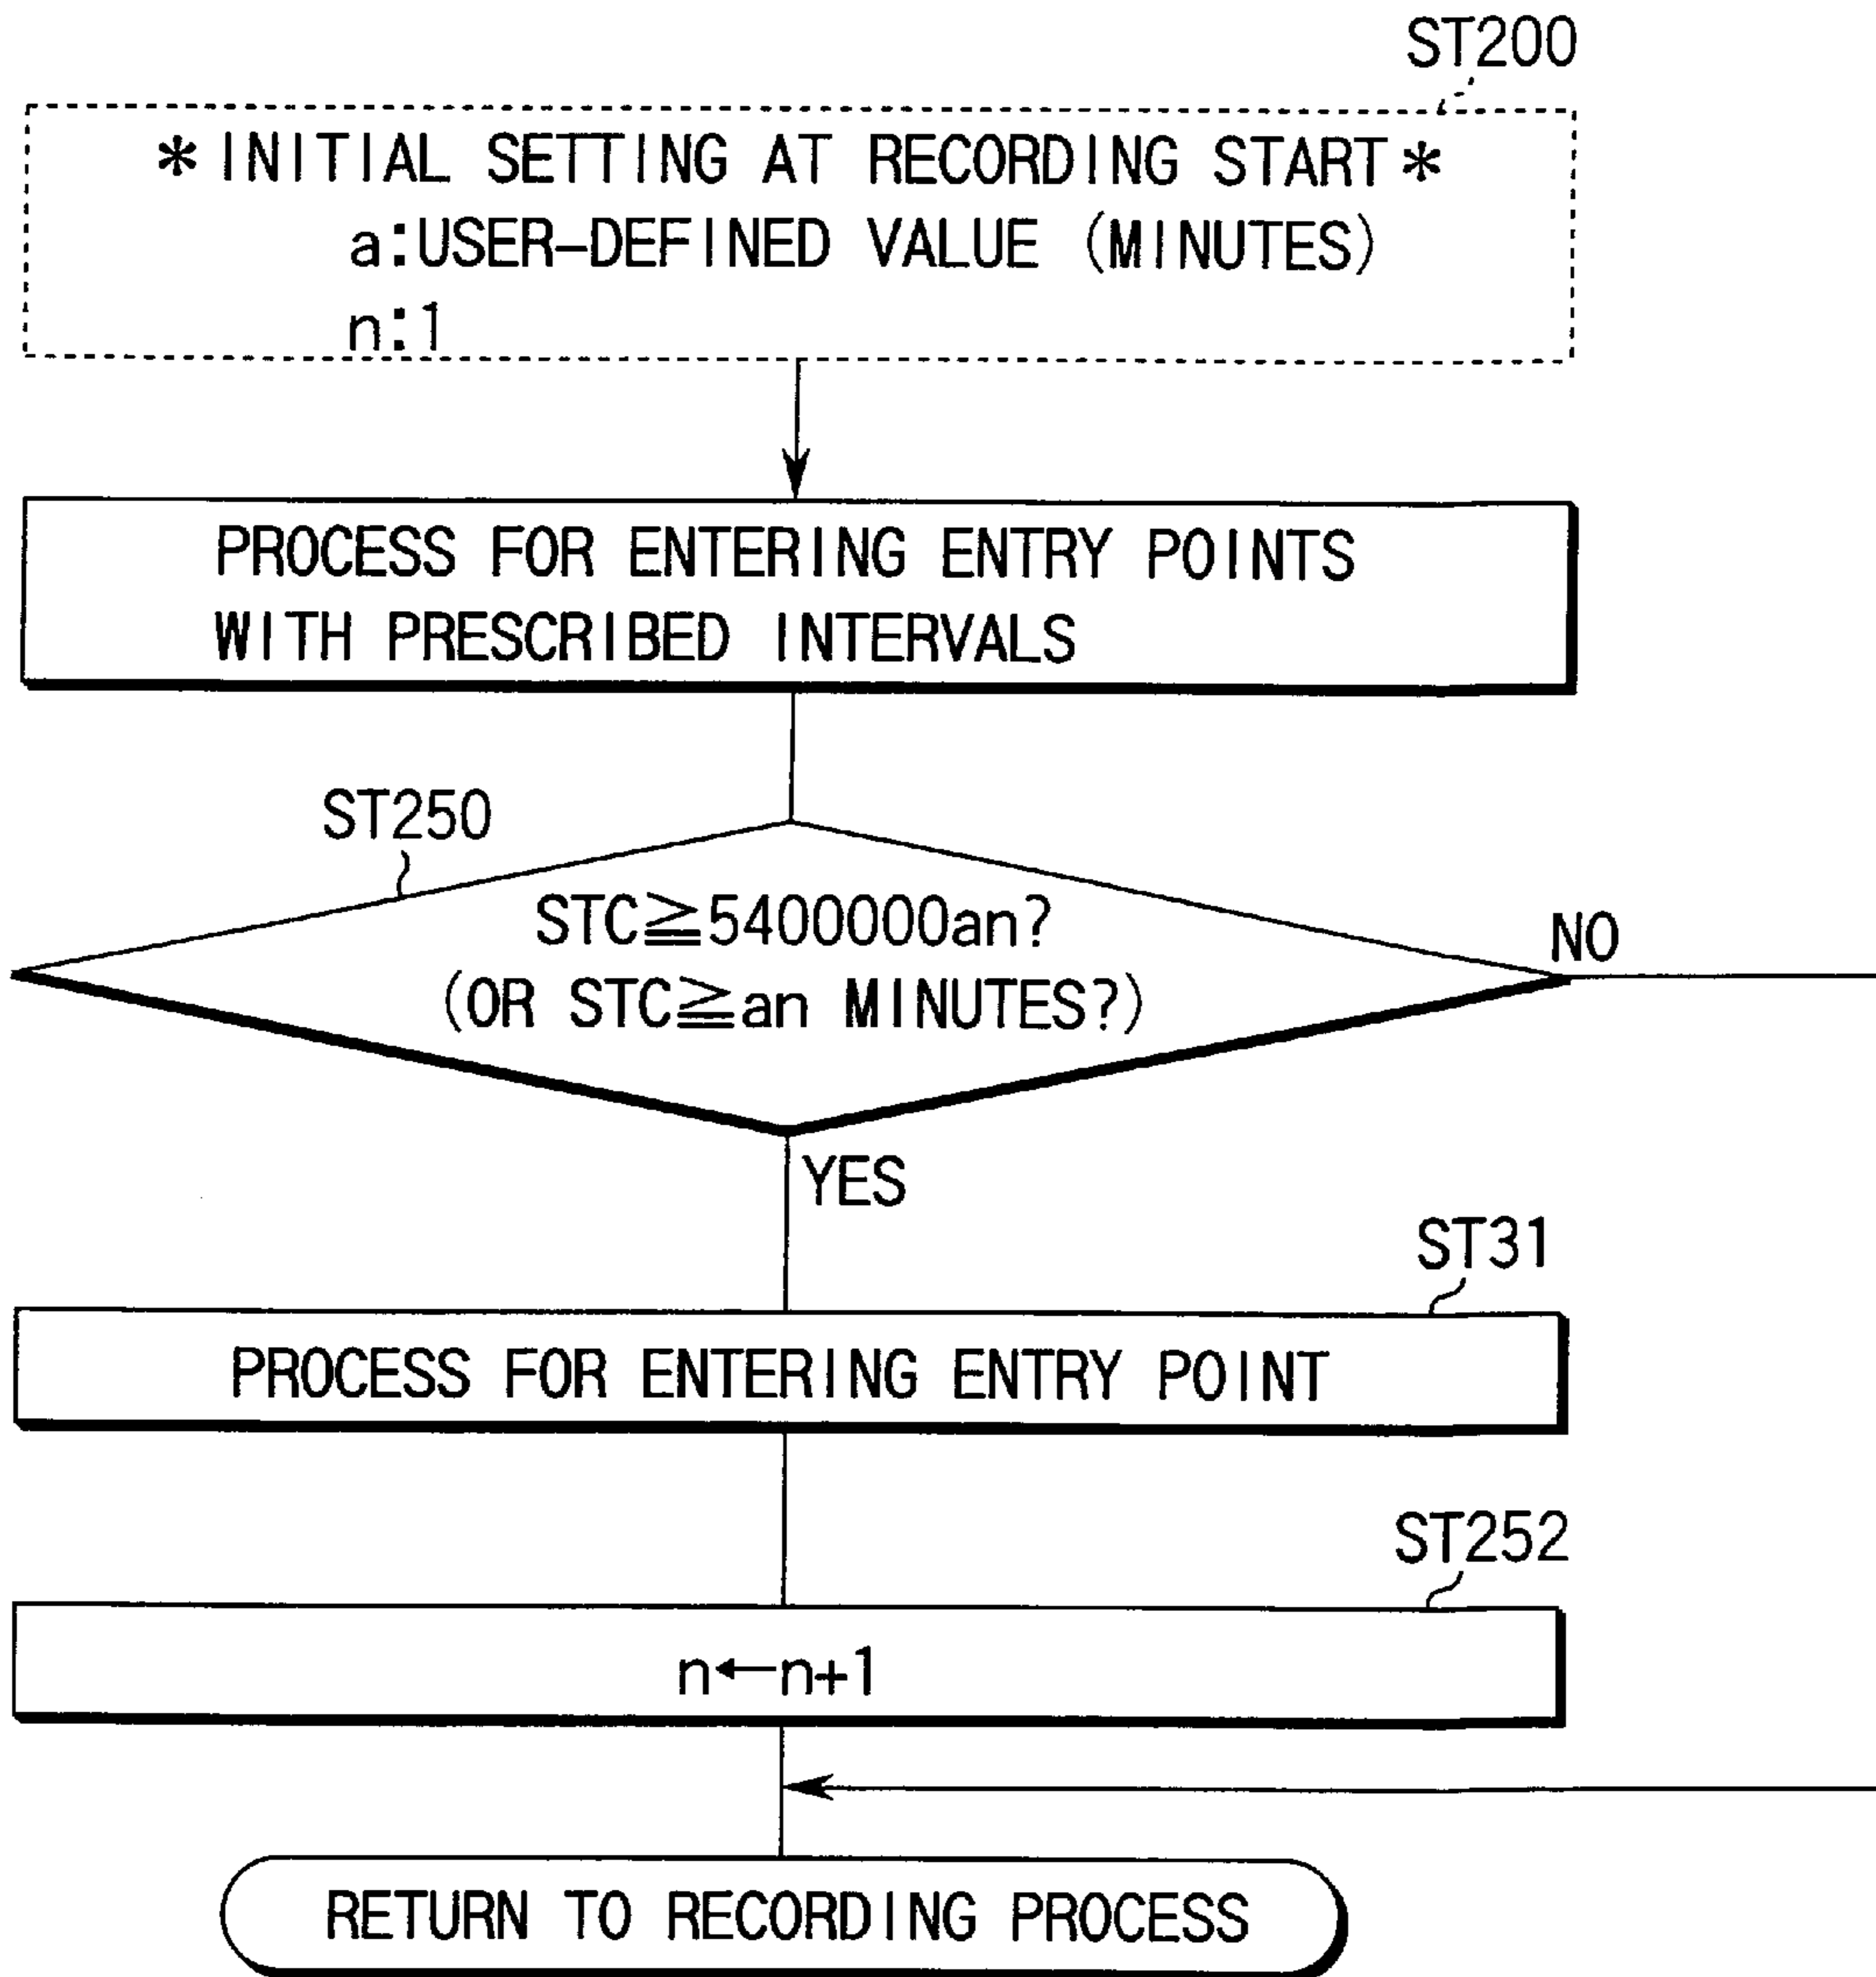 ST200
*INITIAL SETTING AT RECORDING START*
a:USER-DEFINED VALUE (MINUTES)
n:1
PROCESS FOR ENTERING ENTRY POINTS
WITH PRESCRIBED INTERVALS
ST250
STC≧5400000an?
(OR STC≧an MINUTES?)
NO
YES
ST31
PROCESS FOR ENTERING ENTRY POINT
ST252
n←n+1
RETURN TO RECORDING PROCESS